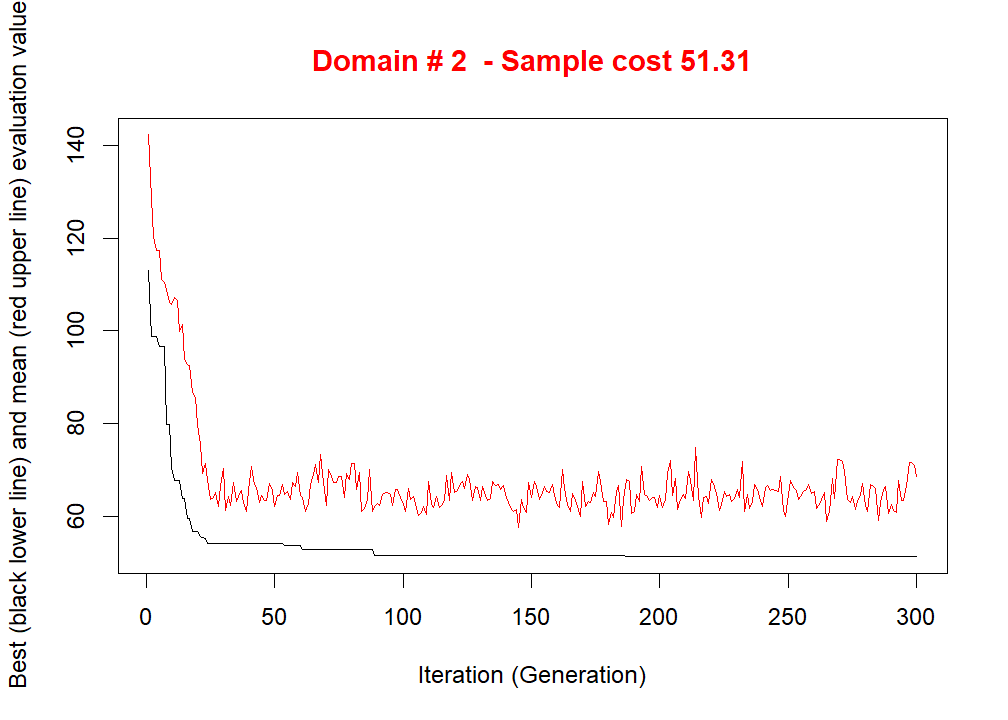 Domain # 2  - Sample cost 51.31
Best (black lower line) and mean (red upper line) evaluation value
140
120
100
80
60
0 50 100 150 200 250 300
Iteration (Generation)